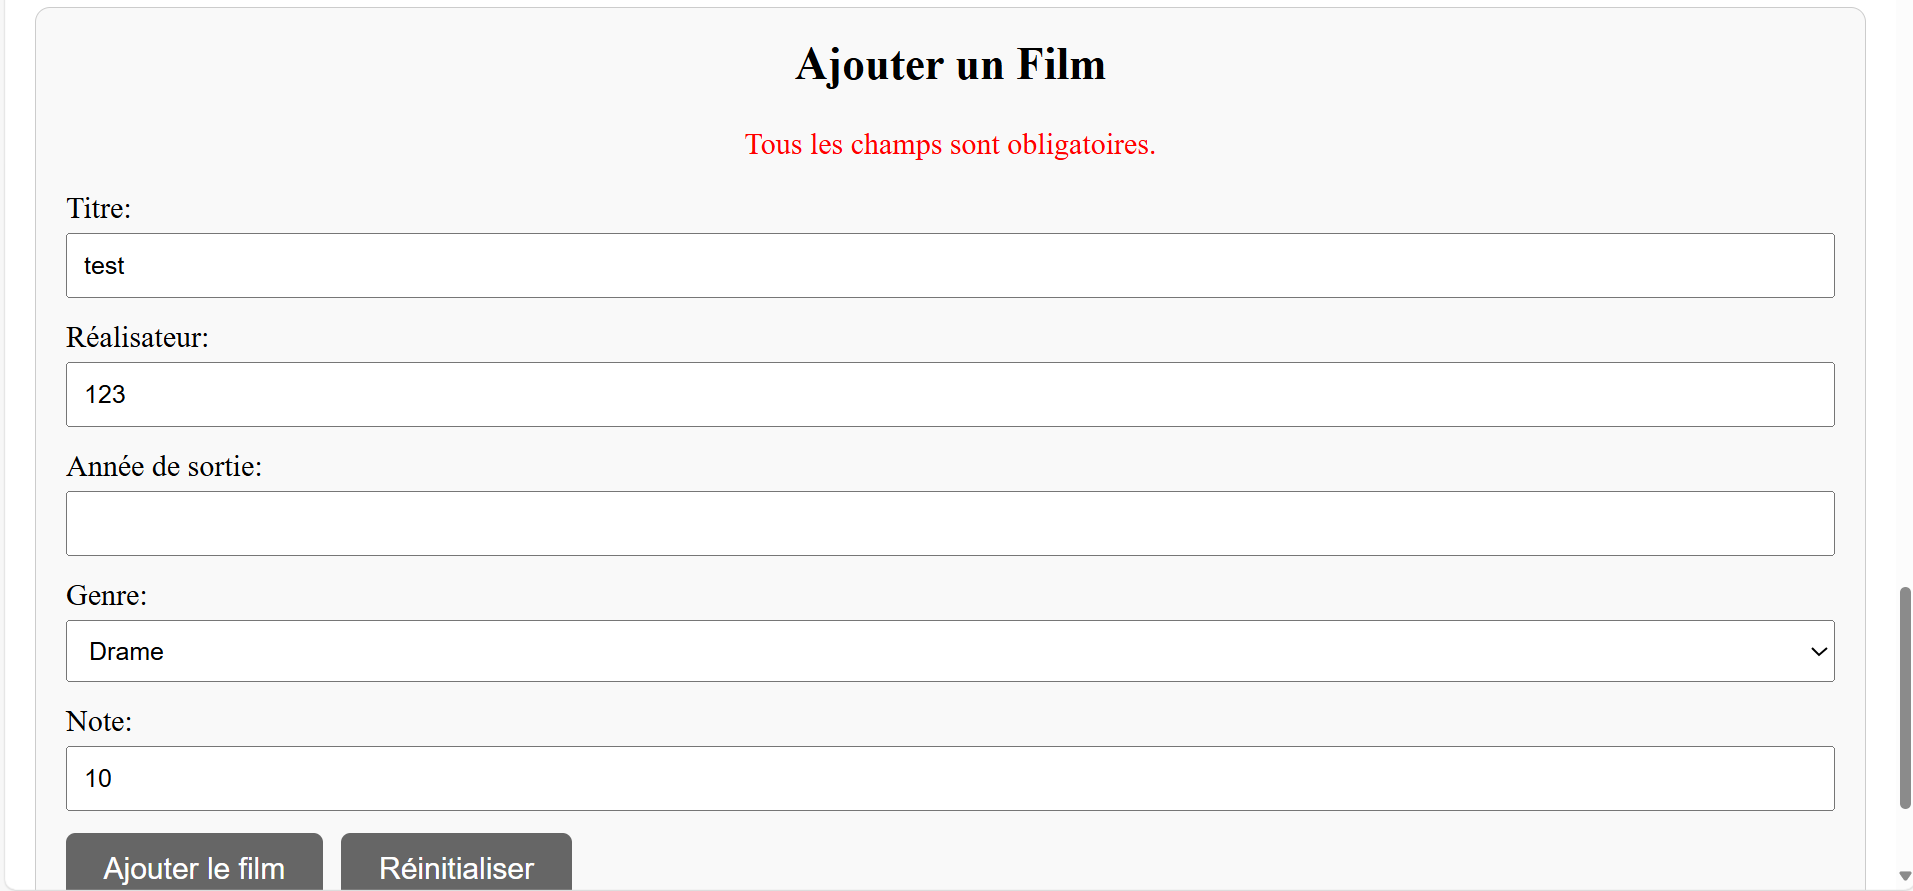 Ajouter un Film
Tous les champs sont obligatoires.
Titre:
test
Réalisateur:
123
Année de sortie:
Genre:
Drame
Note:
10
Ajouter le film Réinitialiser